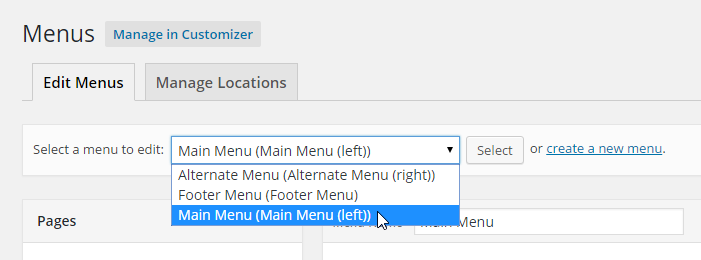 Menus Manage in Customizer
Edit Menus Manage Locations
Select a menu to edit: Main Menu (Main Menu (left)) Select or create a new menu.
Alternate Menu (Alternate Menu (right))
Footer Menu (Footer Menu)
Main Menu (Main Menu (left))
Pages Main Menu